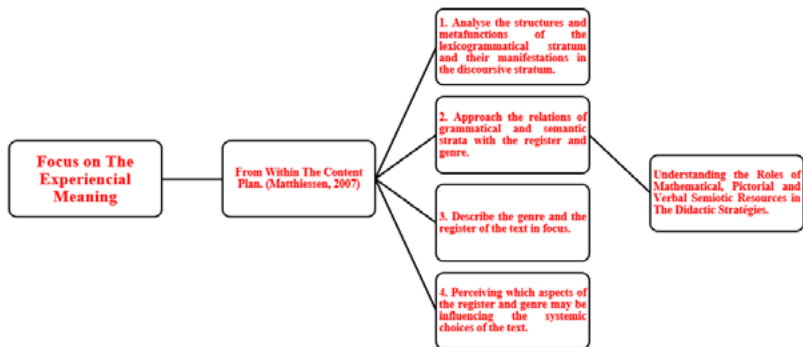 Focus on The
Experiencial
Meaning
From Within The Content
Plan. (Matthiessen, 2007)
1. Analyse the structures and
metafunctions of the
lexicogrammatical stratum
and their manifestations in
the discoursive stratum.
2. Approach the relations of
grammatical and semantic
strata with the register and
genre.
3. Describe the genre and the
register of the text in focus.
4. Perceiving which aspects of
the register and genre may be
influencing the systemic
choices of the text.
Understanding the Roles of
Mathematical, Pictorial and
Verbal Semiotic Resources in
The Didactic Stratégies.